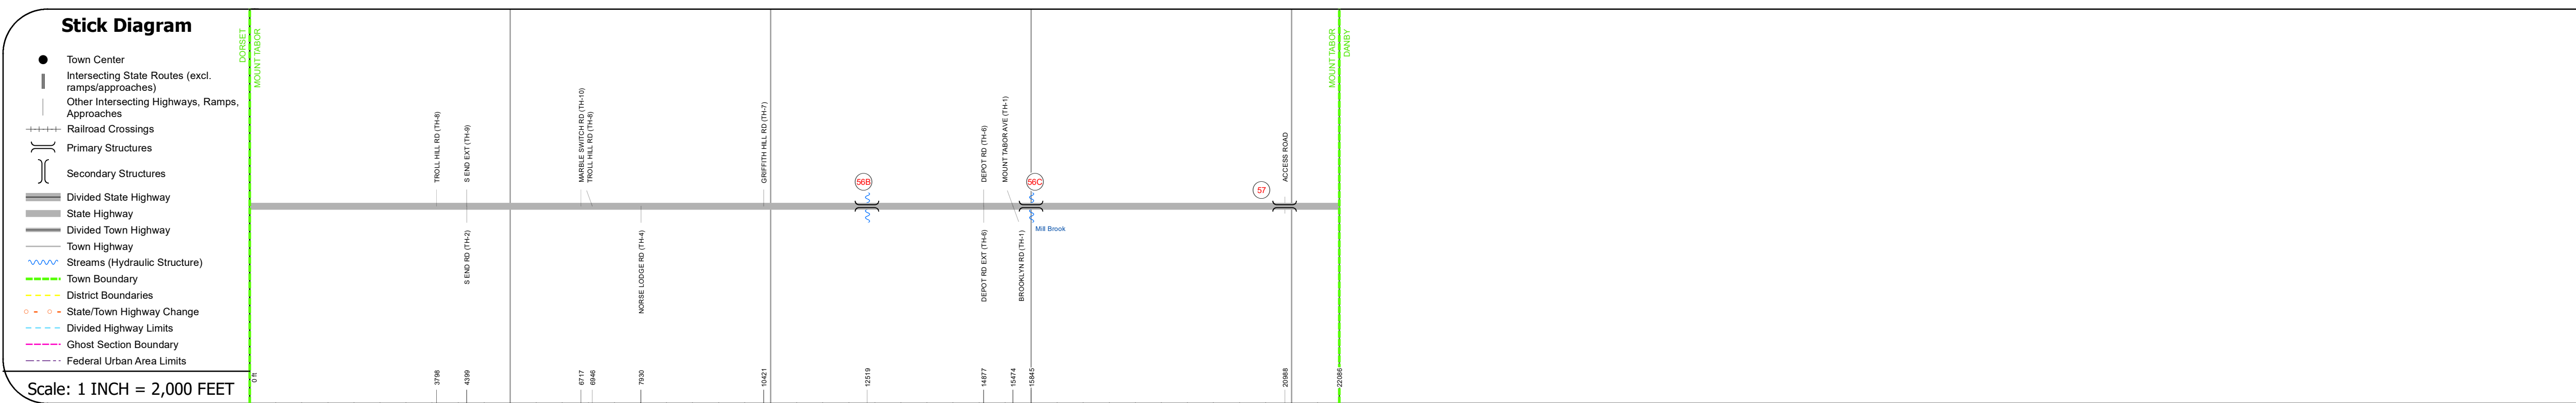 Stick Diagram
Town Center
Intersecting State Routes (excl.
ramps/approaches)
Other Intersecting Highways, Ramps,
Approaches
Railroad Crossings
Primary Structures
Secondary Structures
Divided State Highway
State Highway
Divided Town Highway
Town Highway
Streams (Hydraulic Structure)
Town Boundary
District Boundaries
State/Town Highway Change
Divided Highway Limits
Ghost Section Boundary
Federal Urban Area Limits
Scale: 1 INCH = 2,000 FEET
DORSET
MOUNT TABOR
TROLL HILL RD (TH-8)
S END EXT (TH-9)
MARBLE SWITCH RD (TH-10)
TROLL HILL RD (TH-8)
GRIFFITH HILL RD (TH-7)
56B
DEPOT RD (TH-6)
MOUNT TABOR AVE (TH-1)
56C
57
ACCESS ROAD
MOUNT TABOR
DANBY
S END RD (TH-2)
NORSE LODGE RD (TH-4)
DEPOT RD EXT (TH-6)
BROOKLYN RD (TH-1)
Mill Brook
0 ft
3798
4399
6717
6946
7930
10421
12519
14877
15474
15845
20988
22086